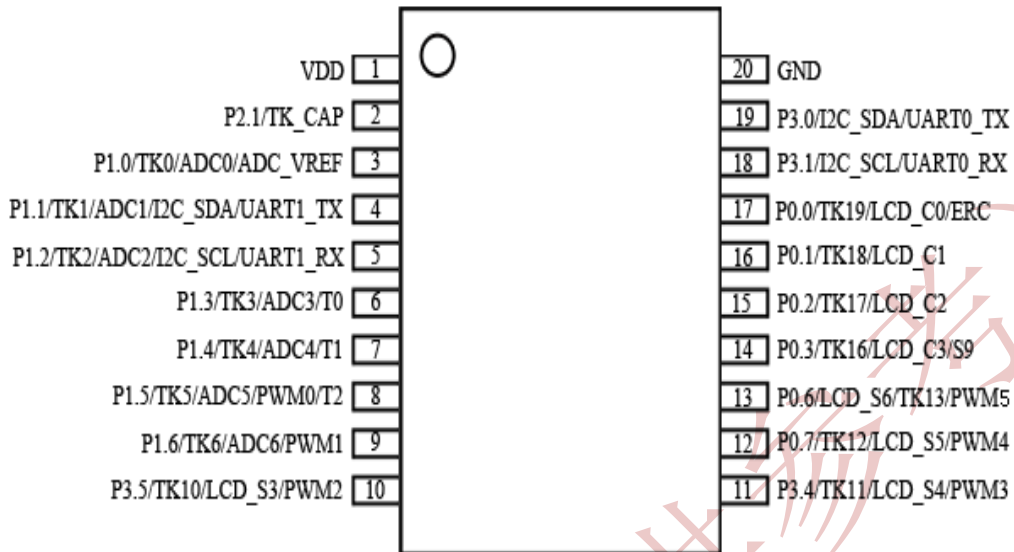 VDD 1 20 GND
P2.1/TK_CAP 2 19 P3.0/I2C_SDA/UART0_TX
P1.0/TK0/ADC0/ADC_VREF 3 18 P3.1/I2C_SCL/UART0_RX
P1.1/TK1/ADC1/I2C_SDA/UART1_TX 4 17 P0.0/TK19/LCD_C0/ERC
P1.2/TK2/ADC2/I2C_SCL/UART1_RX 5 16 P0.1/TK18/LCD_C1
P1.3/TK3/ADC3/T0 6 15 P0.2/TK17/LCD_C2
P1.4/TK4/ADC4/T1 7 14 P0.3/TK16/LCD_C3/S9
P1.5/TK5/ADC5/PWM0/T2 8 13 P0.6/LCD_S6/TK13/PWM5
P1.6/TK6/ADC6/PWM1 9 12 P0.7/TK12/LCD_S5/PWM4
P3.5/TK10/LCD_S3/PWM2 10 11 P3.4/TK11/LCD_S4/PWM3